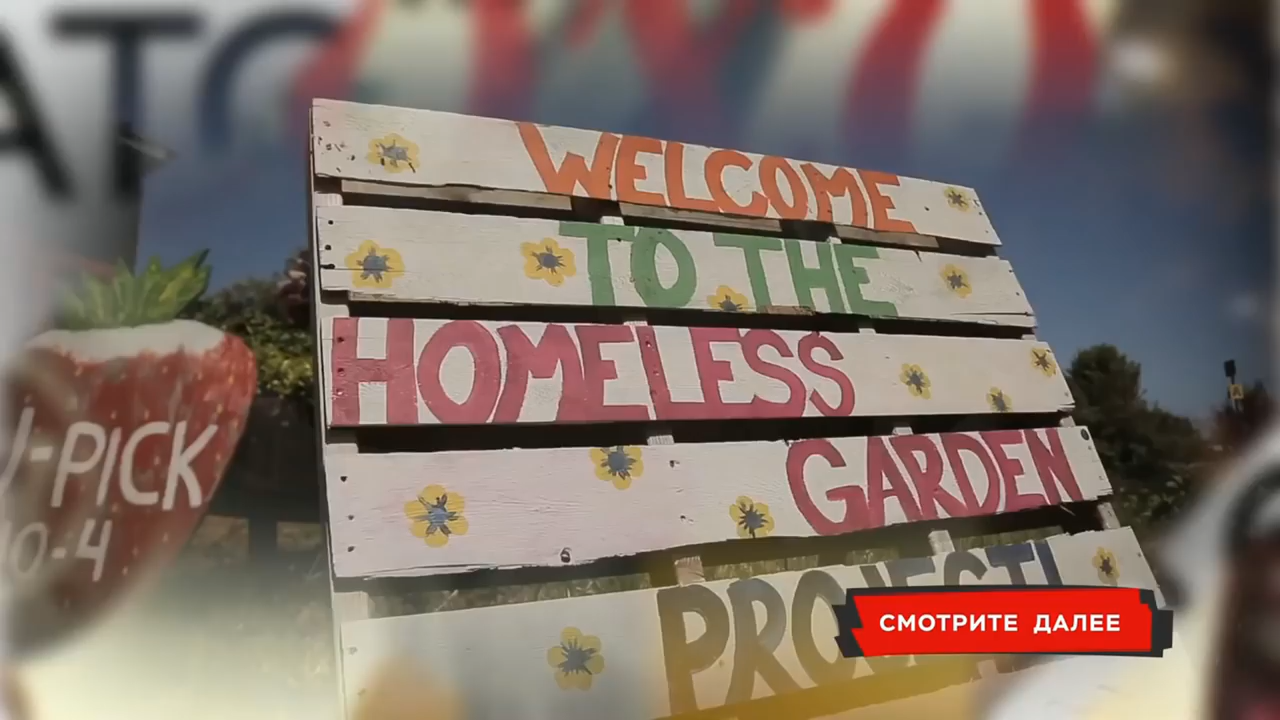 WELCOME
TO THE
HOMELESS
GARDEN
PROJECT!
U-PICK
10-4
СМОТРИТЕ ДАЛЕЕ